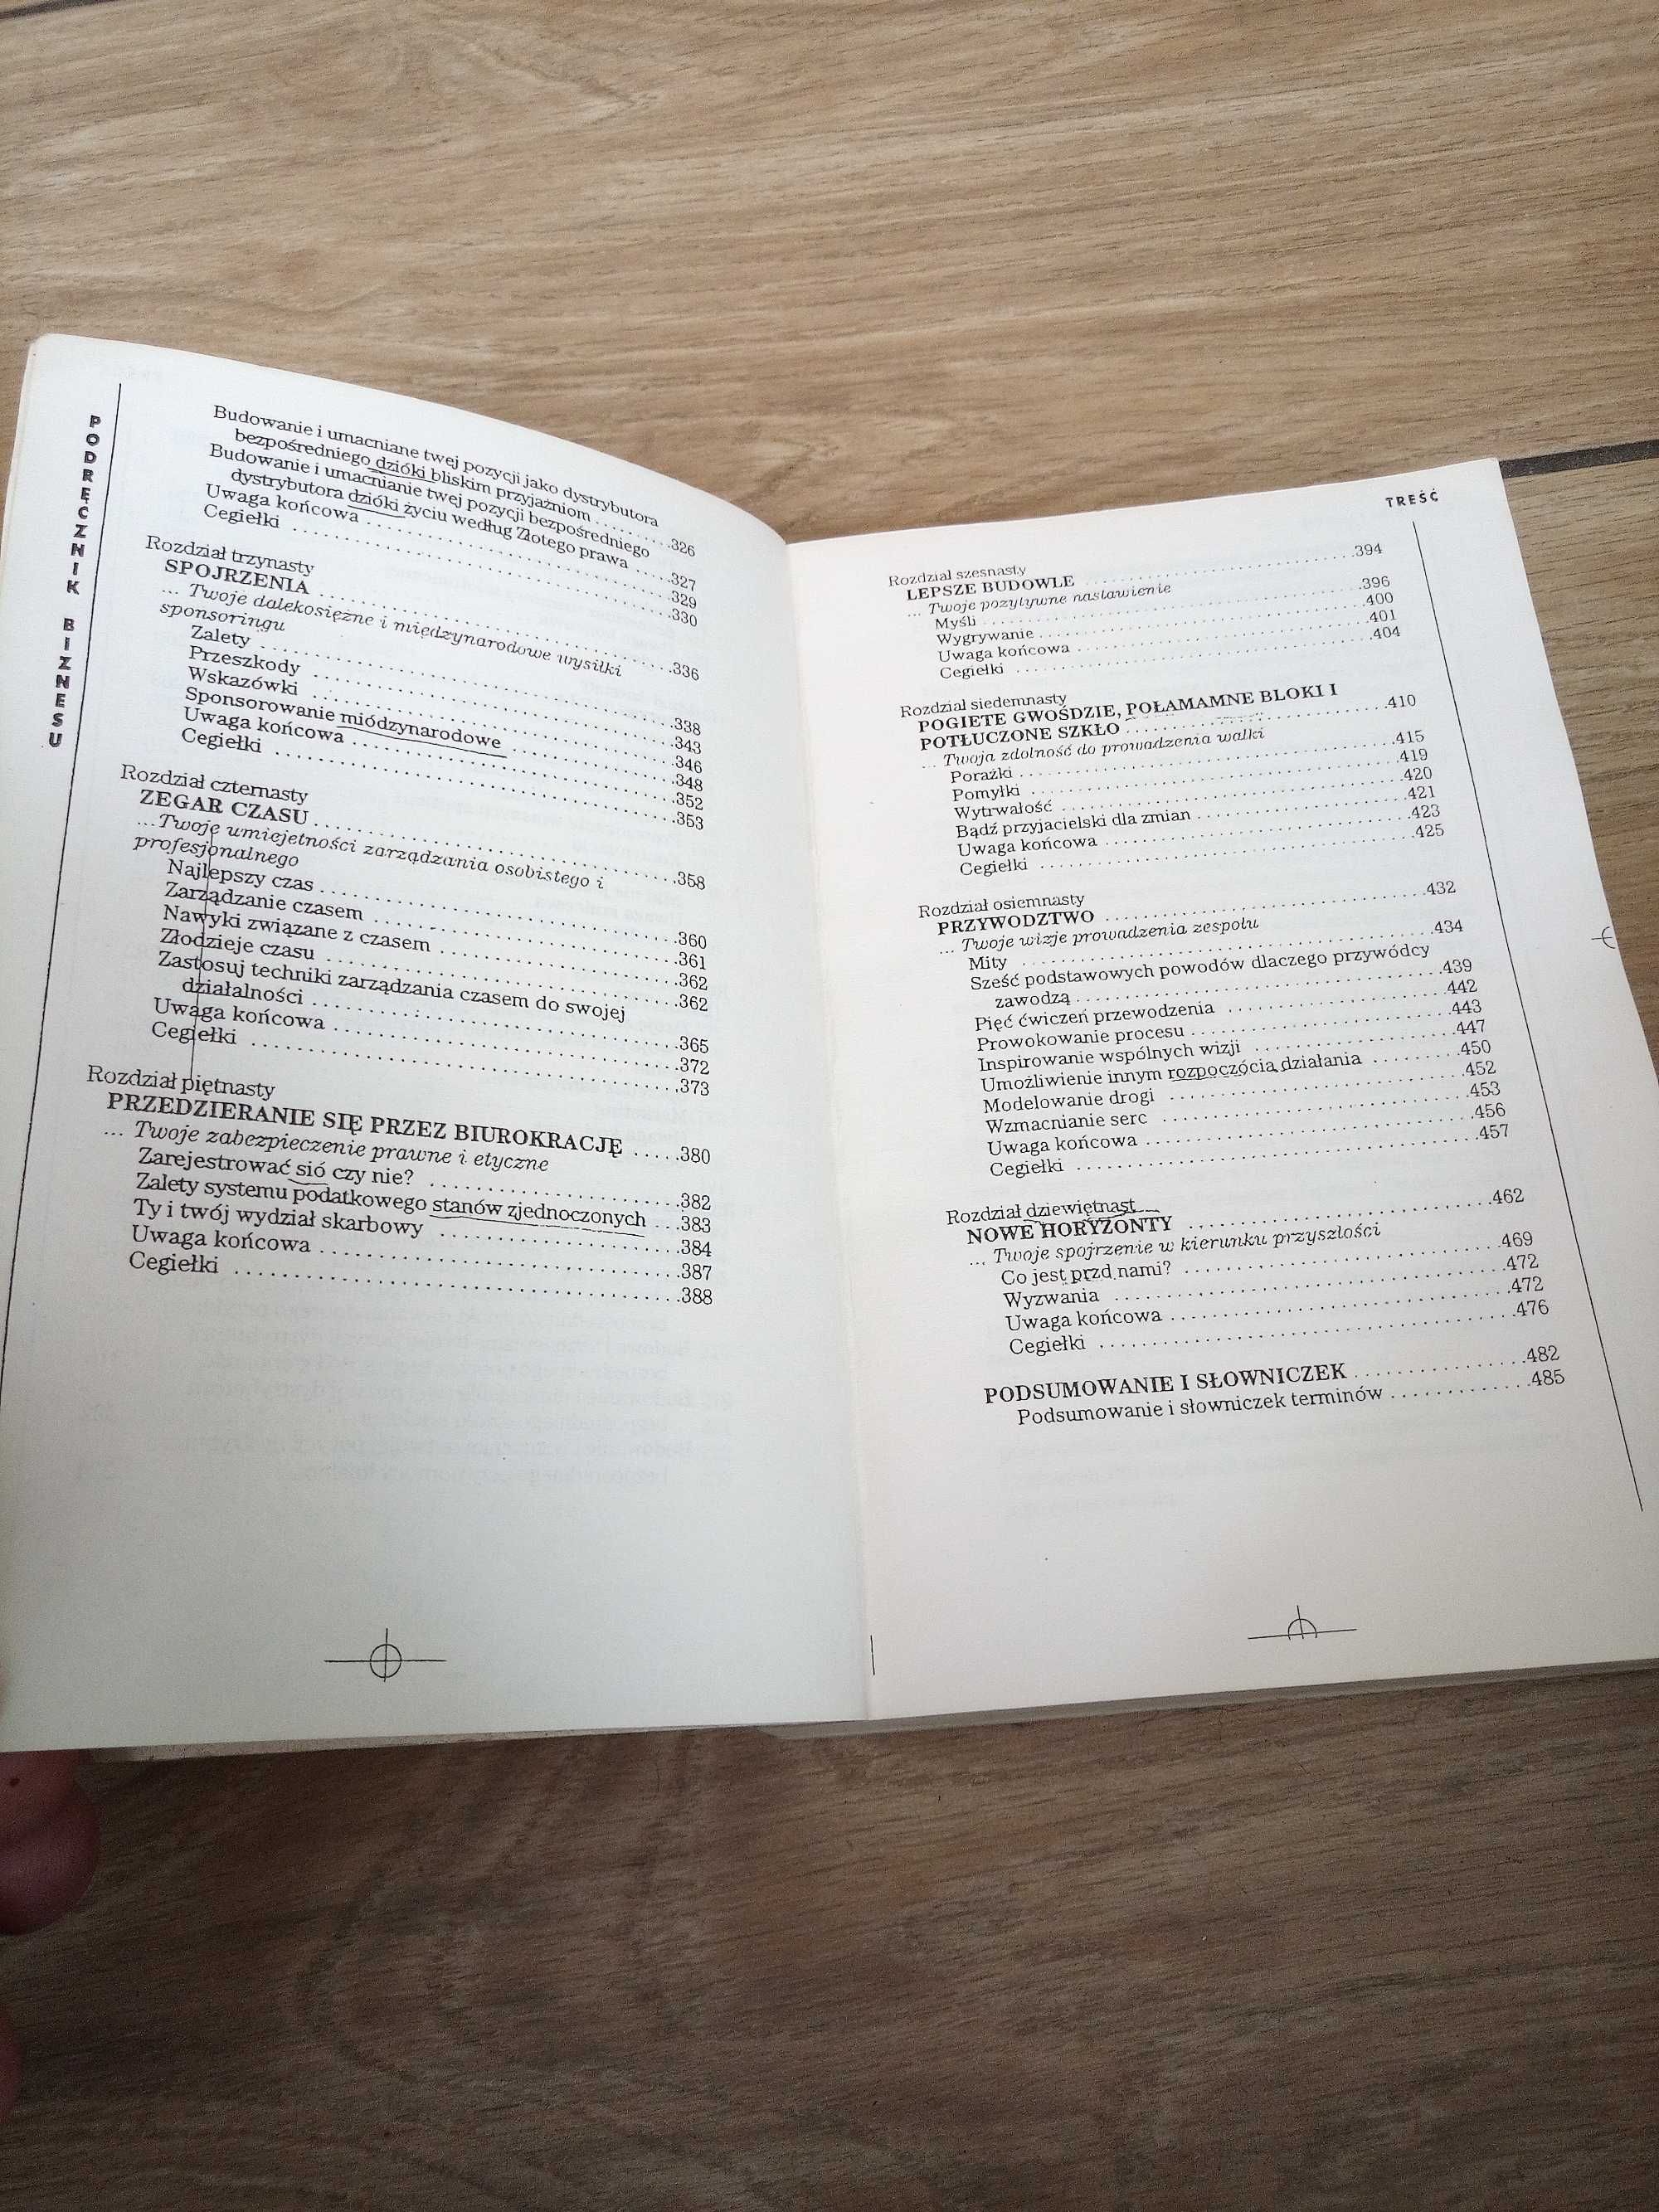 PODRĘCZNIK BIZNESU
Budowanie i umacniane twej pozycji jako dystrybutora
bezpośredniego dzióki bliskim przyjaźniom ........326
Budowanie i umacnianie twej pozycji bezpośredniego
dystrybutora dzióki życiu według Złotego prawa .....327
Uwaga końcowa ........329
Cegiełki ........330
Rozdział trzynasty
SPOJRZENIA ........336
... Twoje dalekosiężne i międzynarodowe wysiłki
sponsoringu
Zalety ........338
Przeszkody ........343
Wskazówki ........346
Sponsorowanie miódzynarodowe ........348
Uwaga końcowa ........352
Cegiełki ........353
Rozdział czternasty
ZEGAR CZASU ........358
...Twoję umiejetności zarządzania osobistego i
profesjonalnego
Najlepszy czas ........360
Zarządzanie czasem ........361
Nawyki związane z czasem ........362
Złodzieje czasu ........362
Zastosuj techniki zarządzania czasem do swojej
działalności ........365
Uwaga końcowa ........372
Cegiełki ........373
Rozdział piętnasty
PRZEDZIERANIE SIĘ PRZEZ BIUROKRACJĘ .....380
... Twoje zabezpieczenie prawne i etyczne
Zarejestrować sió czy nie? ........382
Zalety systemu podatkowego stanów zjednoczonych ...383
Ty i twój wydział skarbowy ........384
Uwaga końcowa ........387
Cegiełki ........388
TREŚĆ
Rozdział szesnasty
LEPSZE BUDOWLE ........394
... Twoje pozytywne nastawienie
Myśli ........396
Wygrywanie ........400
Uwaga końcowa ........401
Cegiełki ........404
Rozdział siedemnasty
POGIETE GWOŚDZIE, POŁAMAMNE BLOKI I
POTŁUCZONE SZKŁO ........410
... Twoja zdolność do prowadzenia walki
Porażki ........415
Pomyłki ........419
Wytrwałość ........420
Bądź przyjacielski dla zmian ........421
Uwaga końcowa ........423
Cegiełki ........425
Rozdział osiemnasty
PRZYWODZTWO ........432
... Twoje wizje prowadzenia zespołu
Mity ........434
Sześć podstawowych powodów dlaczego przywódcy
zawodzą ........439
Pięć ćwiczeń przewodzenia ........442
Prowokowanie procesu ........443
Inspirowanie wspólnych wizji ........447
Umożliwienie innym rozpoczócia działania ........450
Modelowanie drogi ........452
Wzmacnianie serc ........453
Uwaga końcowa ........456
Cegiełki ........457
Rozdział dziewiętnast
NOWE HORYZONTY ........462
... Twoje spojrzenie w kierunku przyszłości
Co jest przd nami? ........469
Wyzwania ........472
Uwaga końcowa ........472
Cegiełki ........476
PODSUMOWANIE I SŁOWNICZEK ........482
Podsumowanie i słowniczek terminów ........485